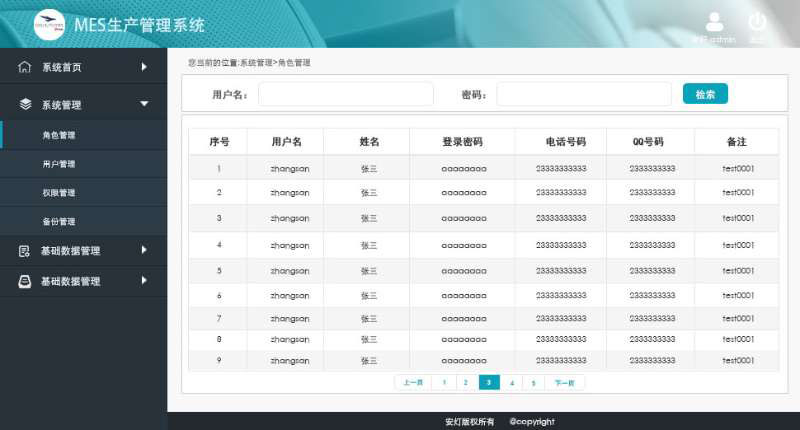 MES生产管理系统
admin
系统首页
系统管理
角色管理
用户管理
权限管理
备份管理
基础数据管理
基础数据管理
您当前的位置:系统管理>角色管理
用户名: 密码: 检索
序号 用户名 姓名 登录密码 电话号码 QQ号码 备注
1 zhangsan 张三 aaaaaaaa 23333333333 2333333333 test0001
2 zhangsan 张三 aaaaaaaa 23333333333 2333333333 test0001
3 zhangsan 张三 aaaaaaaa 23333333333 2333333333 test0001
4 zhangsan 张三 aaaaaaaa 23333333333 2333333333 test0001
5 zhangsan 张三 aaaaaaaa 23333333333 2333333333 test0001
6 zhangsan 张三 aaaaaaaa 23333333333 2333333333 test0001
7 zhangsan 张三 aaaaaaaa 23333333333 2333333333 test0001
8 zhangsan 张三 aaaaaaaa 23333333333 2333333333 test0001
9 zhangsan 张三 aaaaaaaa 23333333333 2333333333 test0001
上一页 1 2 3 4 5 下一页
安灯版权所有 @copyright